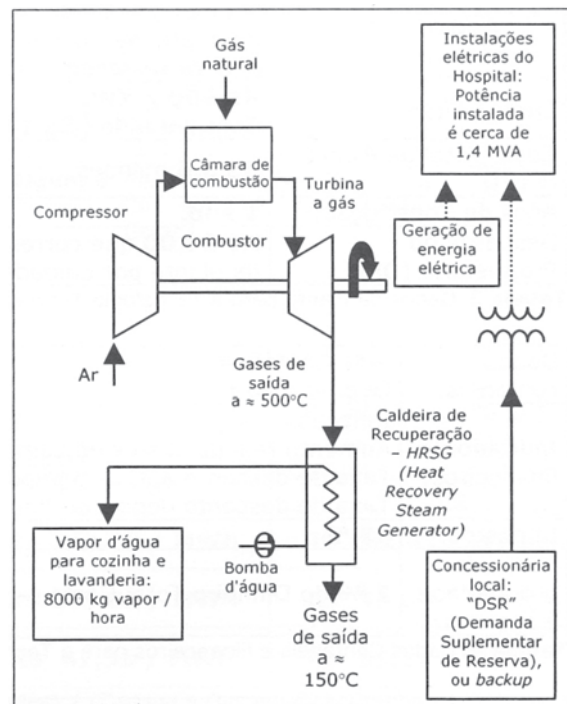 Gás
natural
Câmara de
combustão
Compressor
Combustor
Turbina
a gás
Ar
Instalações
elétricas do
Hospital:
Potência
instalada
é cerca de
1,4 MVA
Geração de
energia
elétrica
Gases de
saída
a ≈ 500°C
Caldeira de
Recuperação
– HRSG
(Heat
Recovery
Steam
Generator)
Vapor d'água
para cozinha e
lavanderia:
8000 kg vapor /
hora
Bomba
d'água
Gases
de saída
a ≈
150°C
Concessionária
local:
"DSR"
(Demanda
Suplementar
de Reserva),
ou backup